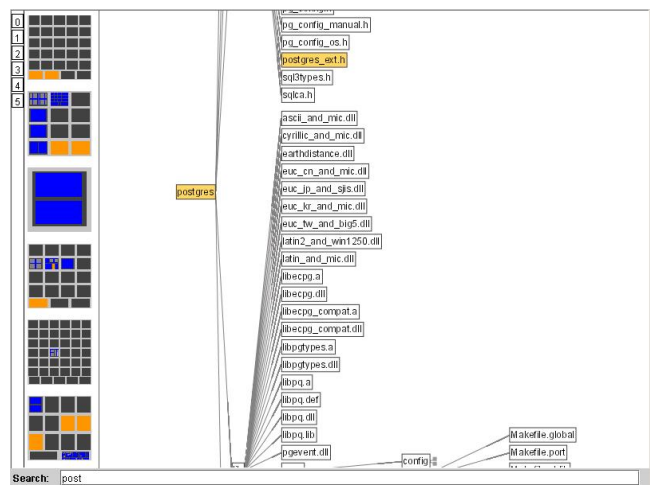 0
1
2
3
4
5
pg_config_manual.h
pg_config_os.h
postgres_ext.h
sql3types.h
sqlca.h
ascii_and_mic.dll
cyrillic_and_mic.dll
earthdistance.dll
euc_cn_and_mic.dll
euc_jp_and_sjis.dll
postgres
euc_kr_and_mic.dll
euc_tw_and_big5.dll
latin2_and_win1250.dll
latin_and_mic.dll
libecpg.a
libecpg.dll
libecpg_compat.a
libecpg_compat.dll
libpgtypes.a
libpgtypes.dll
libpq.a
libpq.def
libpq.dll
libpq.lib
pgevent.dll
Makefile.global
Makefile.port
config
Search: post